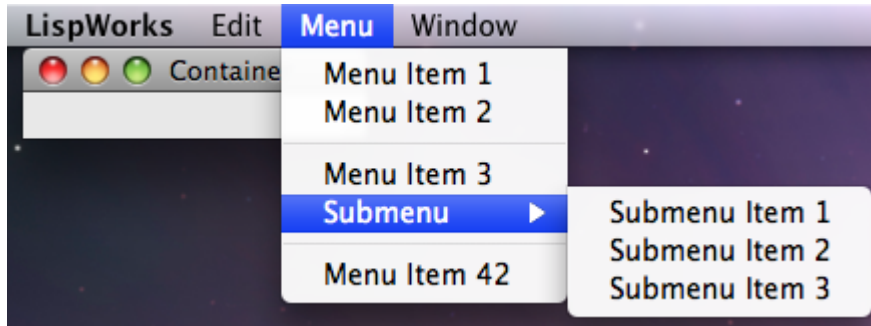 LispWorks Edit Menu Window
Containe
Menu Item 1
Menu Item 2
Menu Item 3
Submenu
Menu Item 42
Submenu Item 1
Submenu Item 2
Submenu Item 3